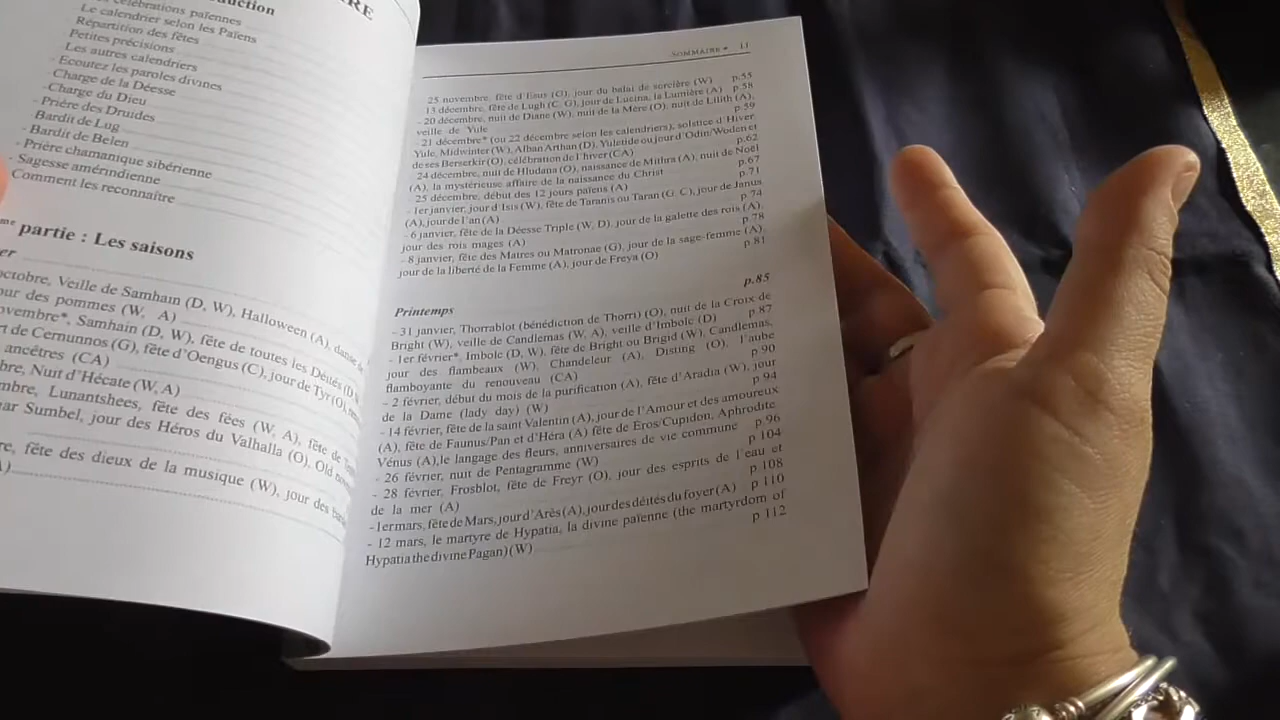 RE
oduction
célébrations païennes
Le calendrier selon les Païens
Répartition des fêtes
Petites précisions
Les autres calendriers
- Ecoutez les paroles divines
- Charge de la Déesse
- Charge du Dieu
- Prière des Druides
- Bardit de Lug
- Bardit de Belen
- Prière chamanique sibérienne
- Sagesse amérindienne
Comment les reconnaître
me partie : Les saisons
er
octobre, Veille de Samhain (D, W), Halloween (A), danse
our des pommes (W, A)
ovembre*, Samhain (D, W), fête de toutes les Déités (D
rt de Cernunnos (G), fête d'Oengus (C), jour de Tyr (O),
ancêtres (CA)
bre, Nuit d'Hécate (W, A)
mbre, Lunantshees, fête des fées (W, A), fête de
nar Sumbel, jour des Héros du Valhalla (O), Old
re, fête des dieux de la musique (W), jour des
SOMMAIRE 11
25 novembre, fête d'Ullus (O), jour du balai de sorcière (W) p.55
13 décembre, fête de Lugh (C, G), jour de Lucina, la Lumière (A) p.58
- 20 décembre, nuit de Diane (W), nuit de la Mère (O), nuit de Lilith (A),
veille de Yule p.59
- 21 décembre* (ou 22 décembre selon les calendriers), solstice d'Hiver,
Yule, Midwinter (W), Alban Arthan (D), Yuletide ou jour d'Odin/Woden et
de ses Berserkir (O), célébration de l'hiver (CA) p.62
24 décembre, nuit de Hludana (O), naissance de Mithra (A), nuit de Noël
(A), la mystérieuse affaire de la naissance du Christ p.67
25 décembre, début des 12 jours païens (A) p.71
- 1er janvier, jour d'Isis (W), fête de Taranis ou Taran (G, C), jour de Janus
(A), jour de l'an (A) p 74
- 6 janvier, fête de la Déesse Triple (W, D), jour de la galette des rois (A),
jour des rois mages (A) p.78
- 8 janvier, fête des Matres ou Matronae (G), jour de la sage-femme (A),
jour de la liberté de la Femme (A), jour de Freya (O) p 81
Printemps p.85
- 31 janvier, Thorrablot (bénédiction de Thorri) (O), nuit de la Croix de
Bright (W), veille de Candlemas (W, A), veille d'Imbolc (D) p 87
- 1er février*, Imbolc (D, W), fête de Bright ou Brigid (W), Candlemas,
jour des flambeaux (W), Chandeleur (A), Disting (O), l'aube
flamboyante du renouveau (CA) p 90
- 2 février, début du mois de la purification (A), fête d'Aradia (W), jour
de la Dame (lady day) (W) p 94
- 14 février, fête de la saint Valentin (A), jour de l'Amour et des amoureux
(A), fête de Faunus/Pan et d'Héra (A) fête de Eros/Cupidon, Aphrodite
Vénus (A),le langage des fleurs, anniversaires de vie commune p 96
- 26 février, nuit de Pentagramme (W) p 104
- 28 février, Frosblot, fête de Freyr (O), jour des esprits de l'eau et
de la mer (A) p 108
- 1er mars, fête de Mars, jour d'Arès (A), jour des déités du foyer (A) p 110
- 12 mars, le martyre de Hypatia, la divine païenne (the martyrdom of
Hypatia the divine Pagan) (W) p 112